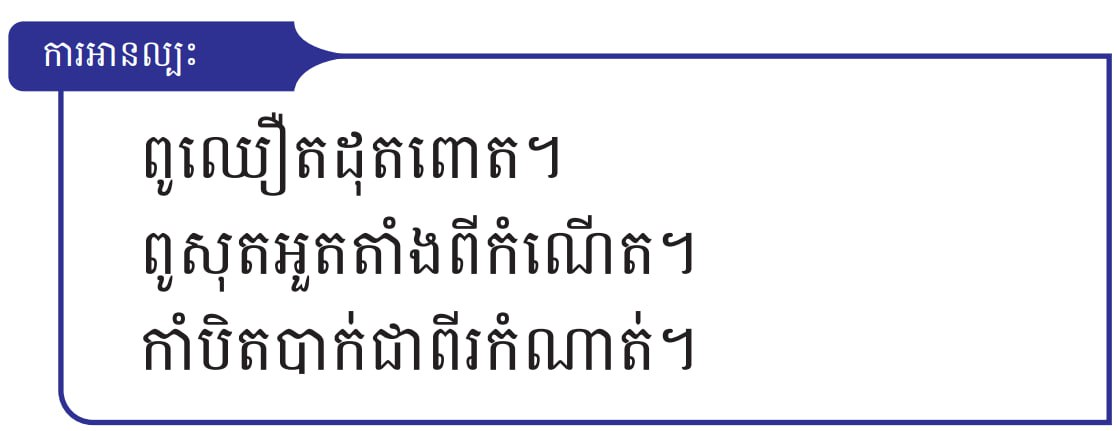 ការអានល្បះ
ពូឈឿតដុតពោត។
ពូសុតអួតតាំងពីកំណើត។
កាំបិតបាក់ជាពីរកំណាត់។